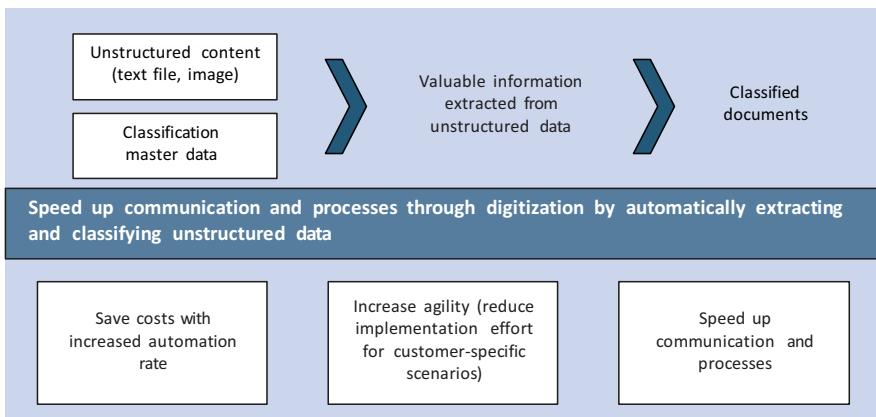 Unstructured content
(text file, image)
Classification
master data
Valuable information
extracted from
unstructured data
Classified
documents
Speed up communication and processes through digitization by automatically extracting
and classifying unstructured data
Save costs with
increased automation
rate
Increase agility (reduce
implementation effort
for customer-specific
scenarios)
Speed up
communication and
processes